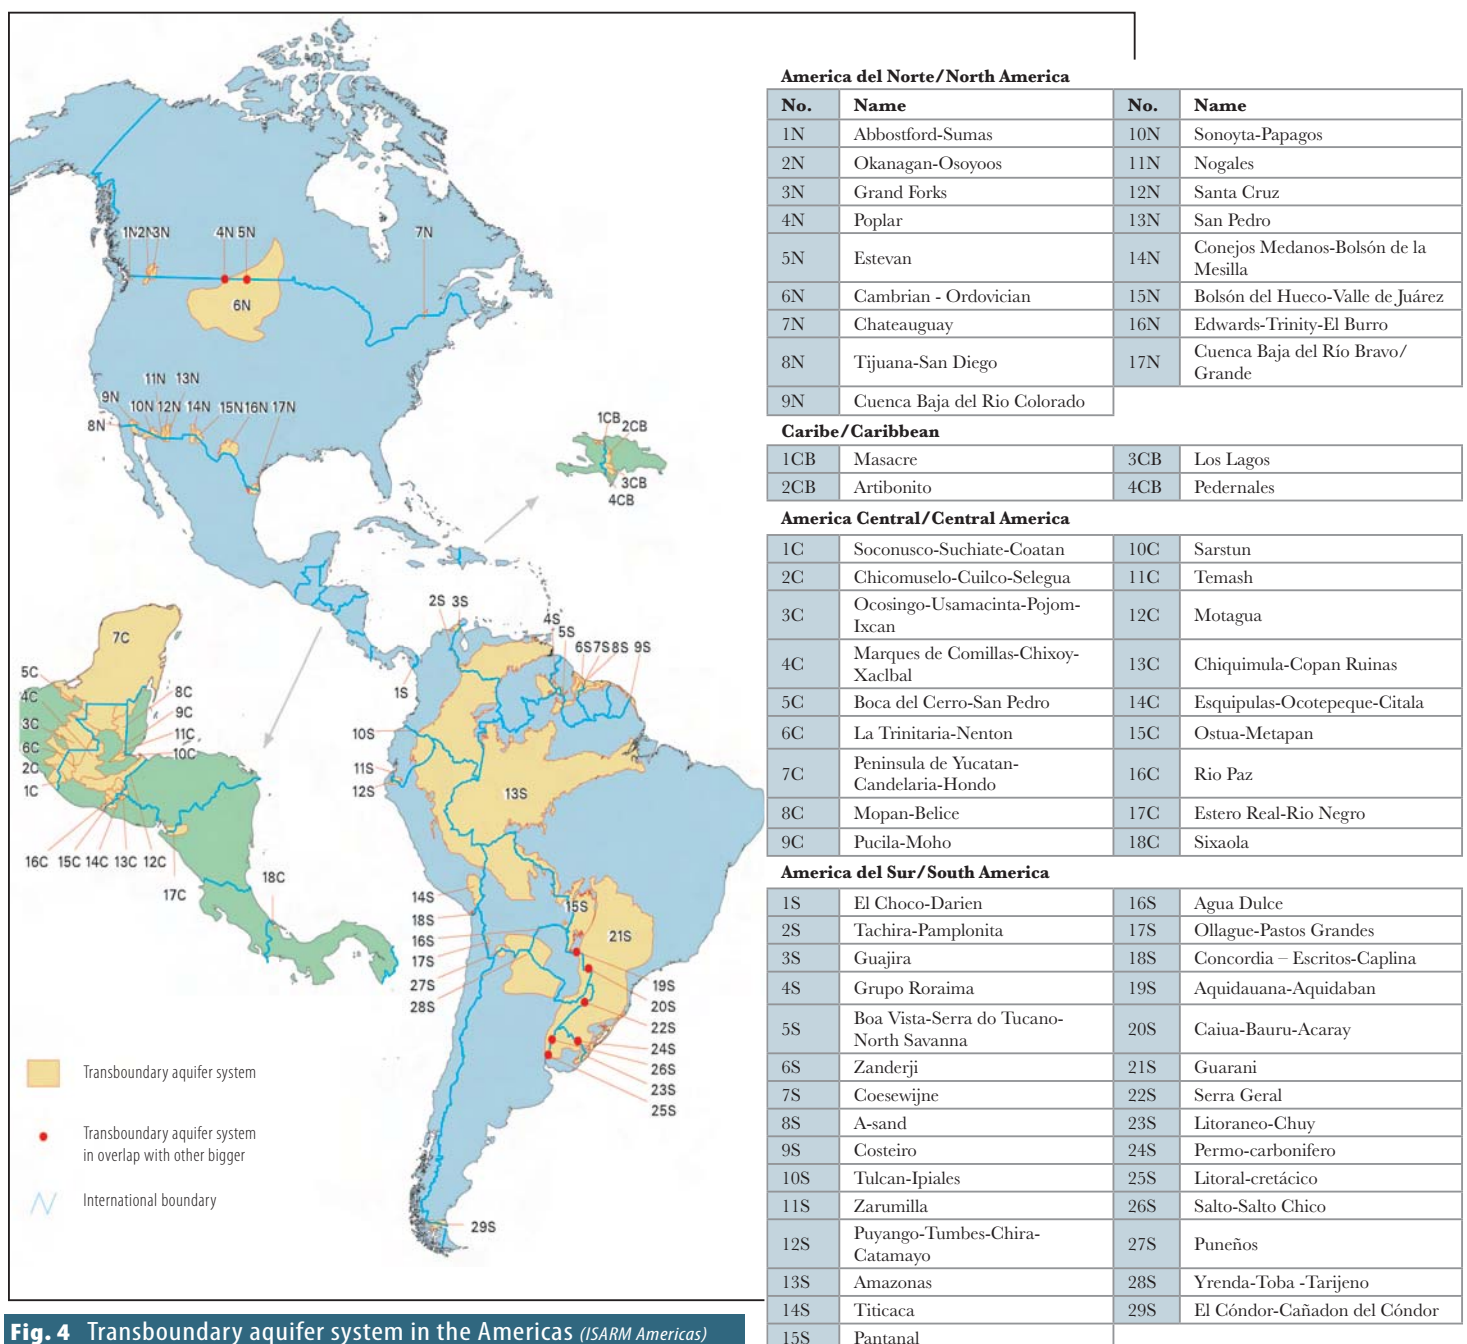 1N 2N 3N 4N 5N 7N
6N
11N 13N
9N 10N 12N 14N 15N 16N 17N
8N
1CB
2CB
3CB
4CB
2S 3S
4S
5S
6S 7S 8S 9S
1S
7C
5C
4C
3C
6C
2C
1C
8C
9C
11C
10C
16C 15C 14C 13C 12C
17C
18C
10S
11S
12S
13S
14S
18S
16S
17S
27S
28S
15S
21S
19S
20S
22S
24S
26S
23S
25S
29S
Transboundary aquifer system
Transboundary aquifer system
in overlap with other bigger
International boundary
America del Norte/North America
No. Name No. Name
1N Abbostford-Sumas 10N Sonoyta-Papagos
2N Okanagan-Osoyoos 11N Nogales
3N Grand Forks 12N Santa Cruz
4N Poplar 13N San Pedro
5N Estevan 14N Conejos Medanos-Bolsón de la
Mesilla
6N Cambrian - Ordovician 15N Bolsón del Hueco-Valle de Juárez
7N Chateauguay 16N Edwards-Trinity-El Burro
8N Tijuana-San Diego 17N Cuenca Baja del Río Bravo/
Grande
9N Cuenca Baja del Rio Colorado
Caribe/Caribbean
1CB Masacre 3CB Los Lagos
2CB Artibonito 4CB Pedernales
America Central/Central America
1C Soconusco-Suchiate-Coatan 10C Sarstun
2C Chicomuselo-Cuilco-Selegua 11C Temash
3C Ocosingo-Usamacinta-Pojom-
Ixcan 12C Motagua
4C Marques de Comillas-Chixoy-
Xaclbal 13C Chiquimula-Copan Ruinas
5C Boca del Cerro-San Pedro 14C Esquipulas-Ocotepeque-Citala
6C La Trinitaria-Nenton 15C Ostua-Metapan
7C Peninsula de Yucatan-
Candelaria-Hondo 16C Rio Paz
8C Mopan-Belice 17C Estero Real-Rio Negro
9C Pucila-Moho 18C Sixaola
America del Sur/South America
1S El Choco-Darien 16S Agua Dulce
2S Tachira-Pamplonita 17S Ollague-Pastos Grandes
3S Guajira 18S Concordia – Escritos-Caplina
4S Grupo Roraima 19S Aquidauana-Aquidaban
5S Boa Vista-Serra do Tucano-
North Savanna 20S Caiua-Bauru-Acaray
6S Zanderji 21S Guarani
7S Coesewijne 22S Serra Geral
8S A-sand 23S Litoraneo-Chuy
9S Costeiro 24S Permo-carbonifero
10S Tulcan-Ipiales 25S Litoral-cretácico
11S Zarumilla 26S Salto-Salto Chico
12S Puyango-Tumbes-Chira-
Catamayo 27S Puneños
13S Amazonas 28S Yrenda-Toba -Tarijeno
14S Titicaca 29S El Cóndor-Cañadon del Cóndor
15S Pantanal
Fig. 4 Transboundary aquifer system in the Americas (ISARM Americas)